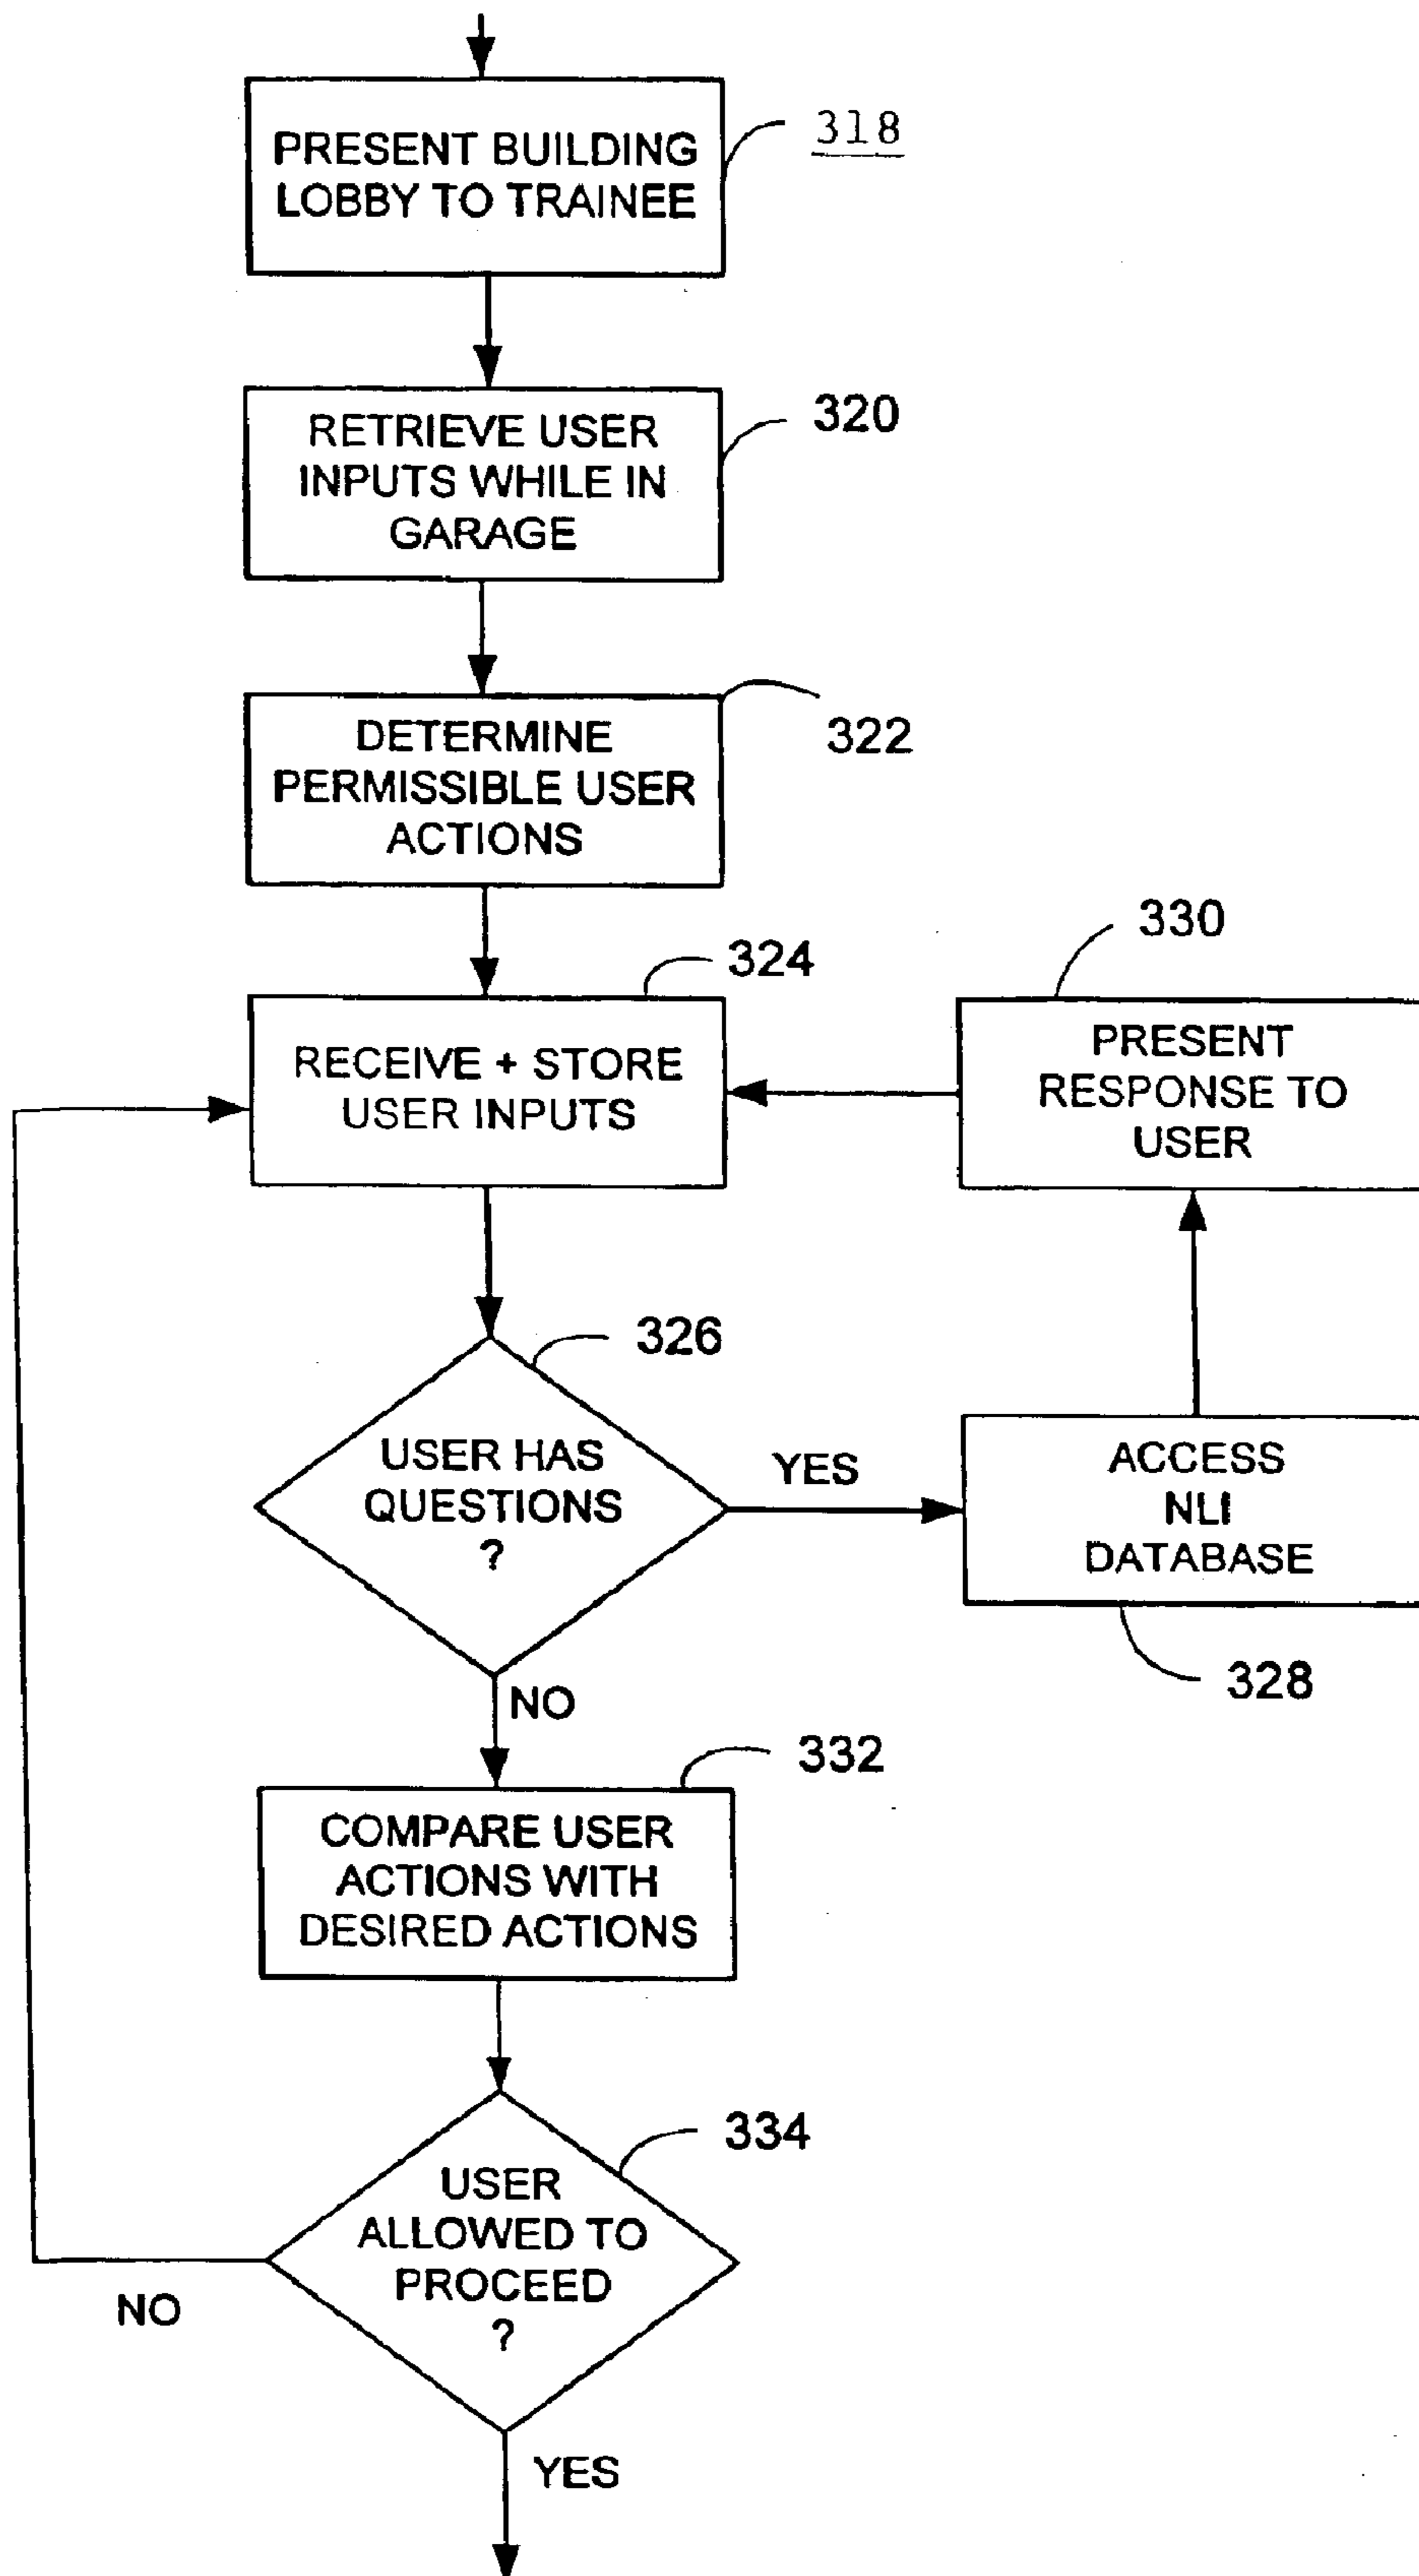 PRESENT BUILDING
LOBBY TO TRAINEE
318
RETRIEVE USER
INPUTS WHILE IN
GARAGE
320
DETERMINE
PERMISSIBLE USER
ACTIONS
322
RECEIVE + STORE
USER INPUTS
324
PRESENT
RESPONSE TO
USER
330
USER HAS
QUESTIONS
?
326
YES
ACCESS
NLI
DATABASE
328
NO
COMPARE USER
ACTIONS WITH
DESIRED ACTIONS
332
USER
ALLOWED TO
PROCEED
?
334
NO
YES